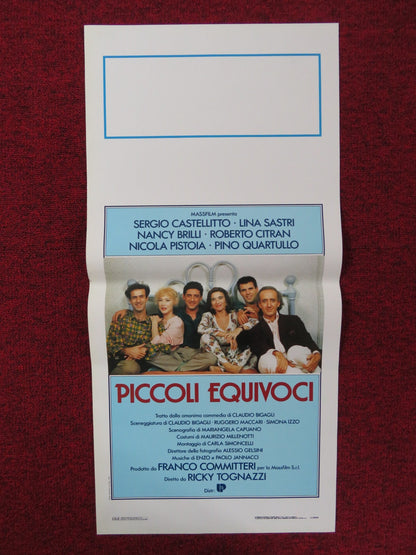 MASSFILM presenta
SERGIO CASTELLITTO · LINA SASTRI
NANCY BRILLI · ROBERTO CITRAN
NICOLA PISTOIA · PINO QUARTULLO
PICCOLI EQUIVOCI
Tratto dalla omonima commedia di CLAUDIO BIGAGLI
Sceneggiatura di CLAUDIO BIGAGLI · RUGGERO MACCARI · SIMONA IZZO
Scenografia di MARIANGELA CAPUANO
Costumi di MAURIZIO MILLENOTTI
Montaggio di CARLA SIMONCELLI
Direttore della fotografia ALESSIO GELSINI
Musiche di ENZO e PAOLO JANNACCI
Prodotto da FRANCO COMMITTERI per la Massfilm S.r.l.
Diretto da RICKY TOGNAZZI
Distr.